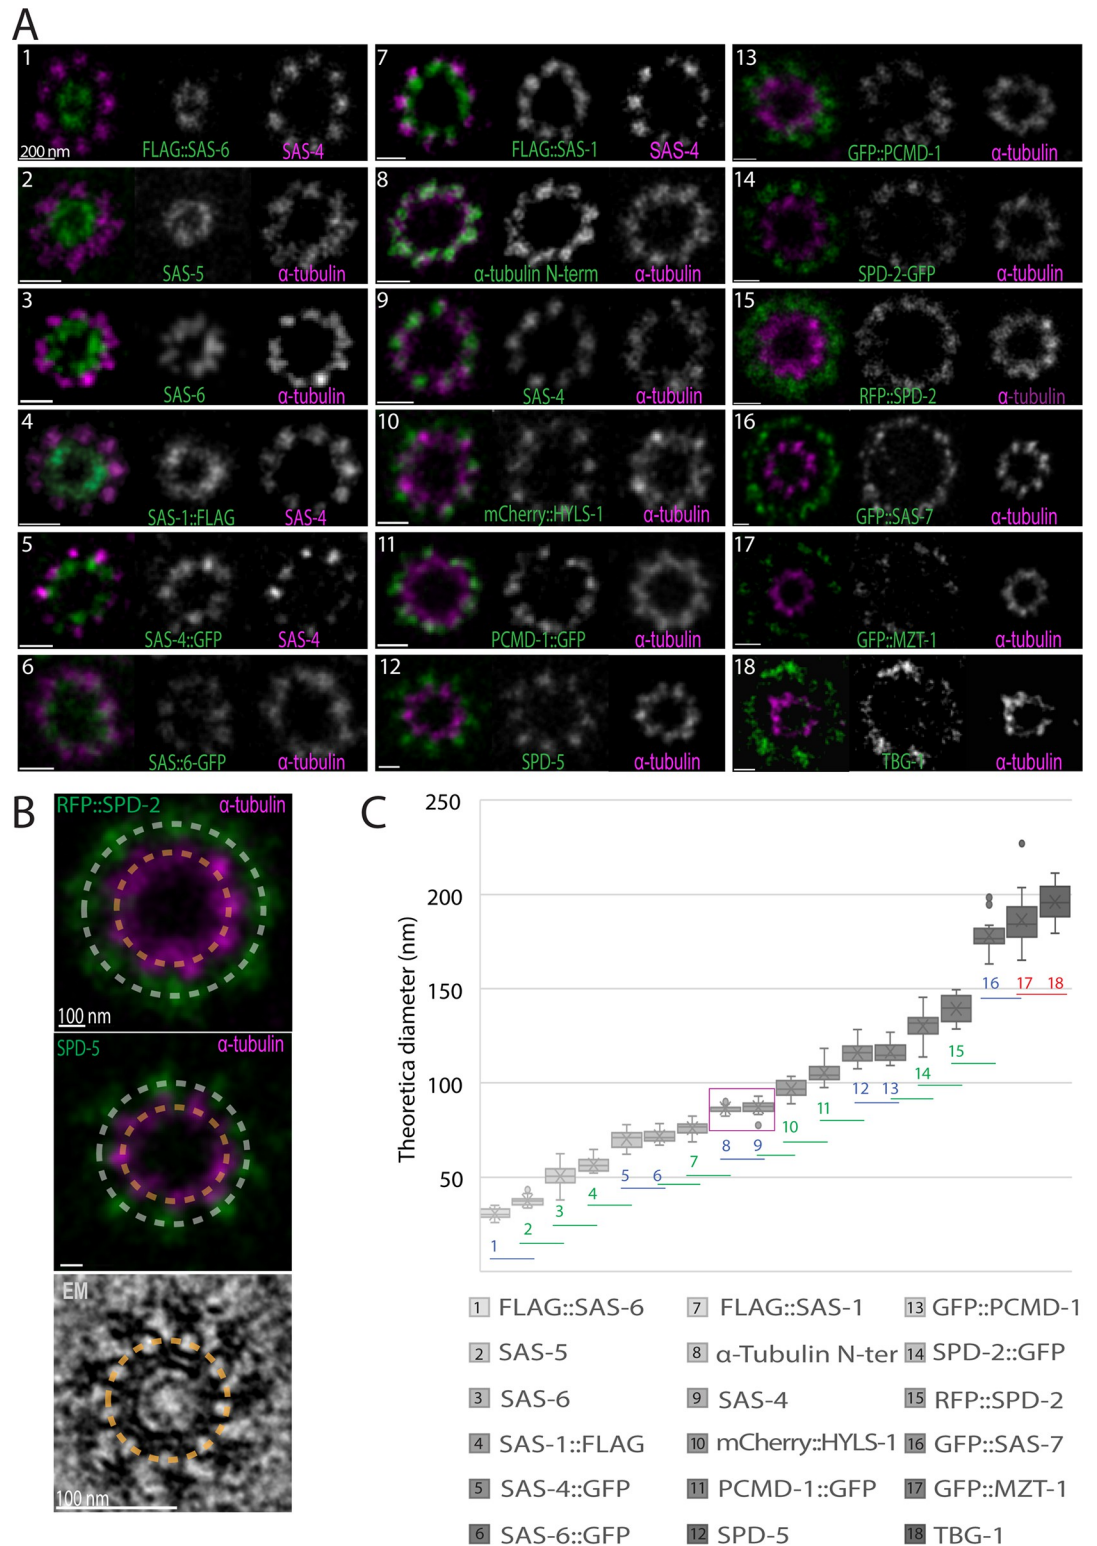 A
1
200 nm
FLAG::SAS-6
SAS-4
2
SAS-5
α-tubulin
3
SAS-6
α-tubulin
4
SAS-1::FLAG
SAS-4
5
SAS-4::GFP
SAS-4
6
SAS::6-GFP
α-tubulin
7
FLAG::SAS-1
SAS-4
8
α-tubulin N-term
α-tubulin
9
SAS-4
α-tubulin
10
mCherry::HYLS-1
α-tubulin
11
PCMD-1::GFP
α-tubulin
12
SPD-5
α-tubulin
13
GFP::PCMD-1
α-tubulin
14
SPD-2-GFP
α-tubulin
15
RFP::SPD-2
α-tubulin
16
GFP::SAS-7
α-tubulin
17
GFP::MZT-1
α-tubulin
18
TBG-1
α-tubulin
B
RFP::SPD-2
α-tubulin
100 nm
SPD-5
α-tubulin
EM
100 nm
C
Theoretica diameter (nm)
250
200
150
100
50
1
2
3
4
5
6
7
8
9
10
11
12
13
14
15
16
17
18
1 FLAG::SAS-6
2 SAS-5
3 SAS-6
4 SAS-1::FLAG
5 SAS-4::GFP
6 SAS-6::GFP
7 FLAG::SAS-1
8 α-Tubulin N-ter
9 SAS-4
10 mCherry::HYLS-1
11 PCMD-1::GFP
12 SPD-5
13 GFP::PCMD-1
14 SPD-2::GFP
15 RFP::SPD-2
16 GFP::SAS-7
17 GFP::MZT-1
18 TBG-1